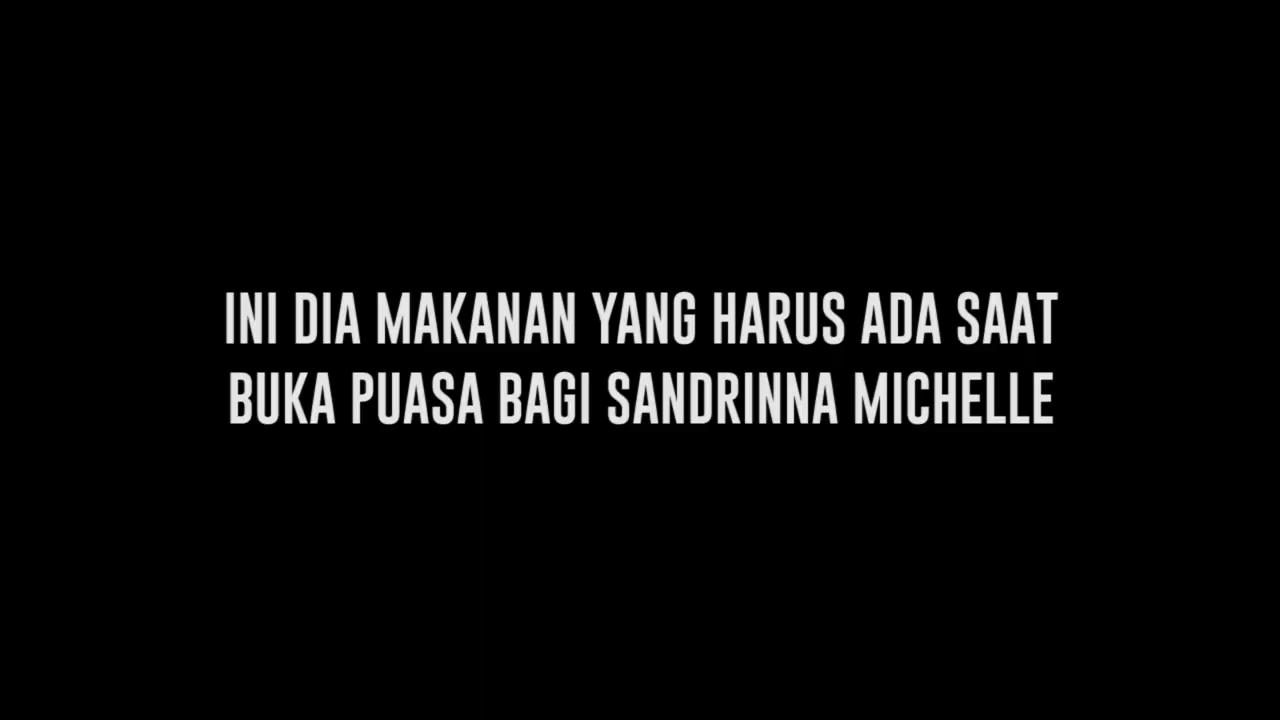 INI DIA MAKANAN YANG HARUS ADA SAAT
BUKA PUASA BAGI SANDRINNA MICHELLE